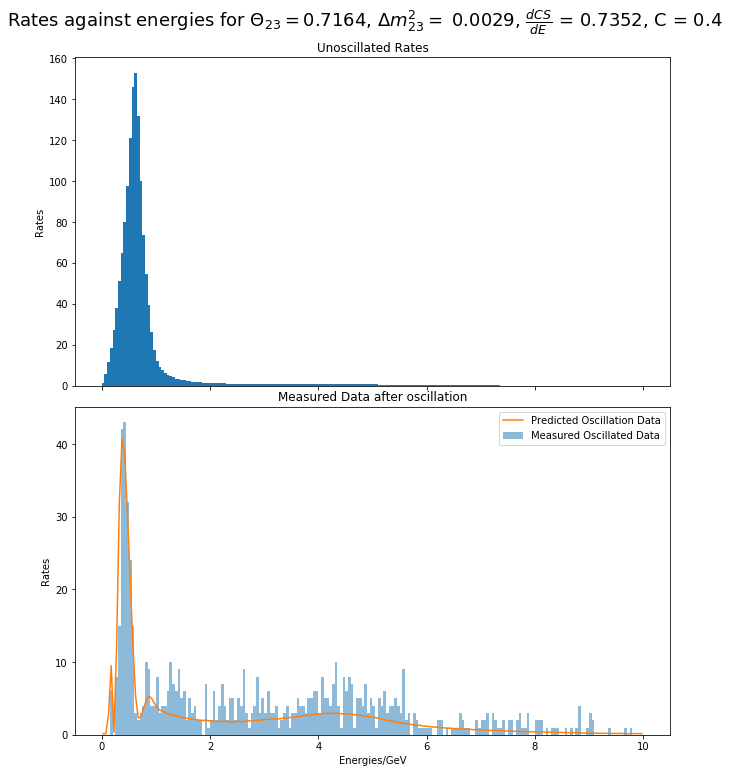 Rates against energies for Θ₂₃ = 0.7164, Δm²₂₃ = 0.0029, dCS/dE = 0.7352, C = 0.4
Unoscillated Rates
160
140
120
100
80
60
40
20
0
Rates
Measured Data after oscillation
Predicted Oscillation Data
Measured Oscillated Data
40
30
20
10
0
Rates
0 2 4 6 8 10
Energies/GeV